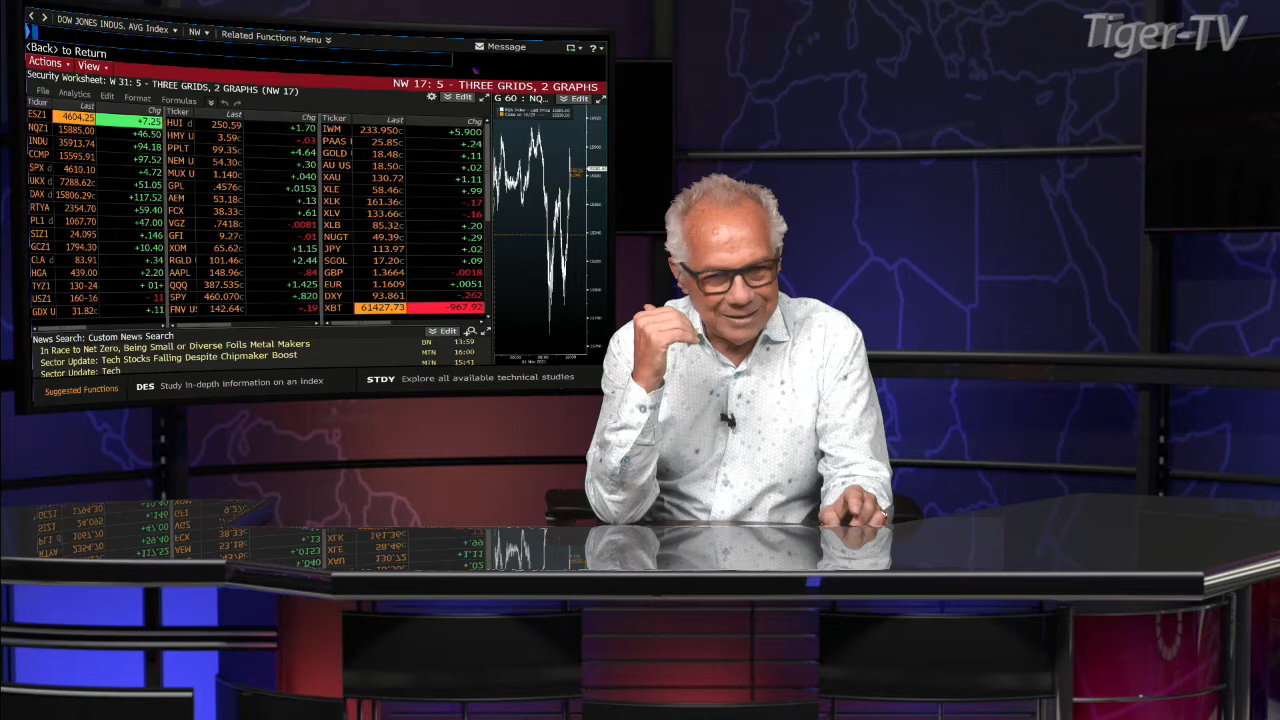 Tiger-TV
DOW JONES INDUS. AVG Index NW Related Functions Menu
Message ?
<Back> to Return
Actions View NW 17: 5 - THREE GRIDS, 2 GRAPHS
Security Worksheet: W 31: 5 - THREE GRIDS, 2 GRAPHS (NW 17)
File Analytics Edit Format Formulas Edit G 60 : NQ... Edit
Ticker Last Chg
ESZ1 4604.25 +7.25
NQZ1 15885.00 +46.50
INDU 35913.74 +94.18
CCMP 15595.91 +97.52
SPX d 4610.10 +4.72
UKX d 7288.62c +51.05
DAX d 15806.29c +117.52
RTYA 2354.70 +59.40
PL1 d 1067.70 +47.00
SIZ1 24.095 +.146
GCZ1 1794.30 +10.40
CLA d 83.91 +.34
HGA 439.00 +2.20
TYZ1 130-24 + 01+
USZ1 160-16 - 11
GDX U 31.82c +.11
Ticker Last Chg
HUI d 250.59 +1.70
HMY U 3.59c -.03
PPLT 99.35c +4.64
NEM U 54.30c +.30
MUX U 1.140c +.040
GPL .4576c +.0153
AEM 53.18c +.13
FCX 38.33c +.61
VGZ .7418c -.0081
GFI 9.27c -.01
XOM 65.62c +1.15
RGLD 101.46c +2.44
AAPL 148.96c -.84
QQQ 387.535c +1.425
SPY 460.070c +.820
FNV U 142.64c -.19
Ticker Last Chg
IWM 233.950c +5.900
PAAS 25.85c +.24
GOLD 18.48c +.11
AU US 18.50c +.02
XAU 130.72 +1.11
XLE 58.46c +.99
XLK 161.36c -.17
XLV 133.66c -.16
XLB 85.32c +.20
NUGT 49.39c +.29
JPY 113.97 +.02
SGOL 17.20c +.09
GBP 1.3664 -.0018
EUR 1.1609 +.0051
DXY 93.861 -.262
XBT 61427.73 -967.92
News Search: Custom News Search Edit
In Race to Net Zero, Being Small or Diverse Foils Metal Makers BN 13:59
Sector Update: Tech Stocks Falling Despite Chipmaker Boost MTN 16:00
Sector Update: Tech MTN 15:41
Suggested Functions DES Study in-depth information on an index STDY Explore all available technical studies